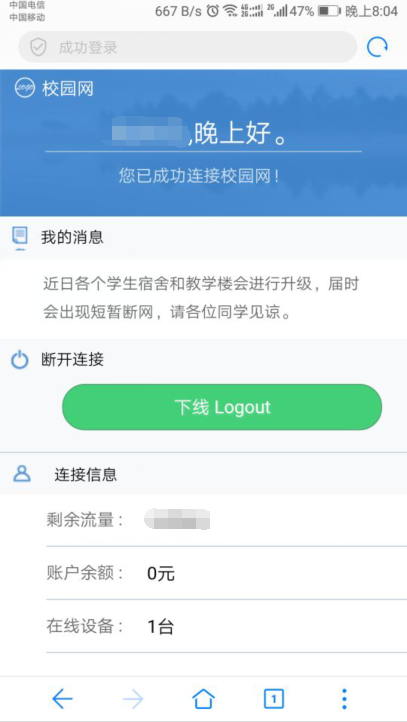 中国电信
中国移动
667 B/s 4G 2G 2G 47% 晚上8:04
成功登录
logo 校园网
,晚上好。
您已成功连接校园网!
我的消息
近日各个学生宿舍和教学楼会进行升级，届时
会出现短暂断网，请各位同学见谅。
断开连接
下线 Logout
连接信息
剩余流量：
账户余额： 0元
在线设备： 1台
1